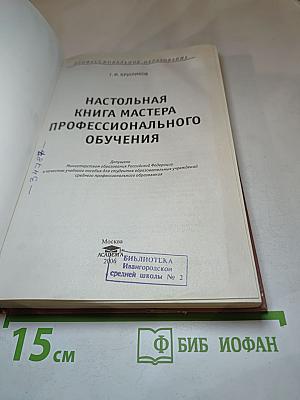 ПРОФЕССИОНАЛЬНОЕ ОБРАЗОВАНИЕ
Г.И. КРУГЛИКОВ
НАСТОЛЬНАЯ
КНИГА МАСТЕРА
ПРОФЕССИОНАЛЬНОГО
ОБУЧЕНИЯ
Допущено
Министерством образования Российской Федерации
в качестве учебного пособия для студентов образовательных учреждений
среднего профессионального образования
Москва
ACADEMA
2006
БИБЛИОТЕКА
Ивангородской
средней школы № 2
15 см
БИБ ИОФАН